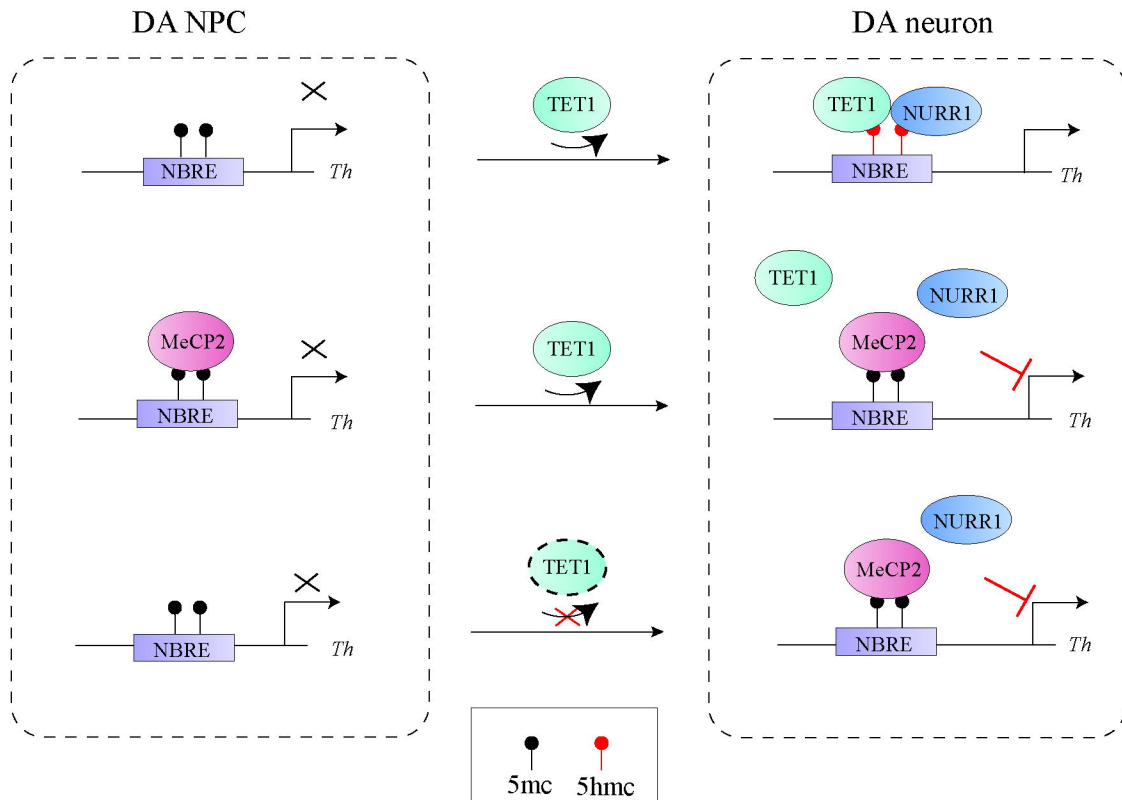 DA NPC
DA neuron
NBRE
Th
TET1
TET1
NURR1
NBRE
Th
MeCP2
NBRE
Th
TET1
TET1
NURR1
MeCP2
NBRE
Th
NBRE
Th
TET1
NURR1
MeCP2
NBRE
Th
5mc 5hmc